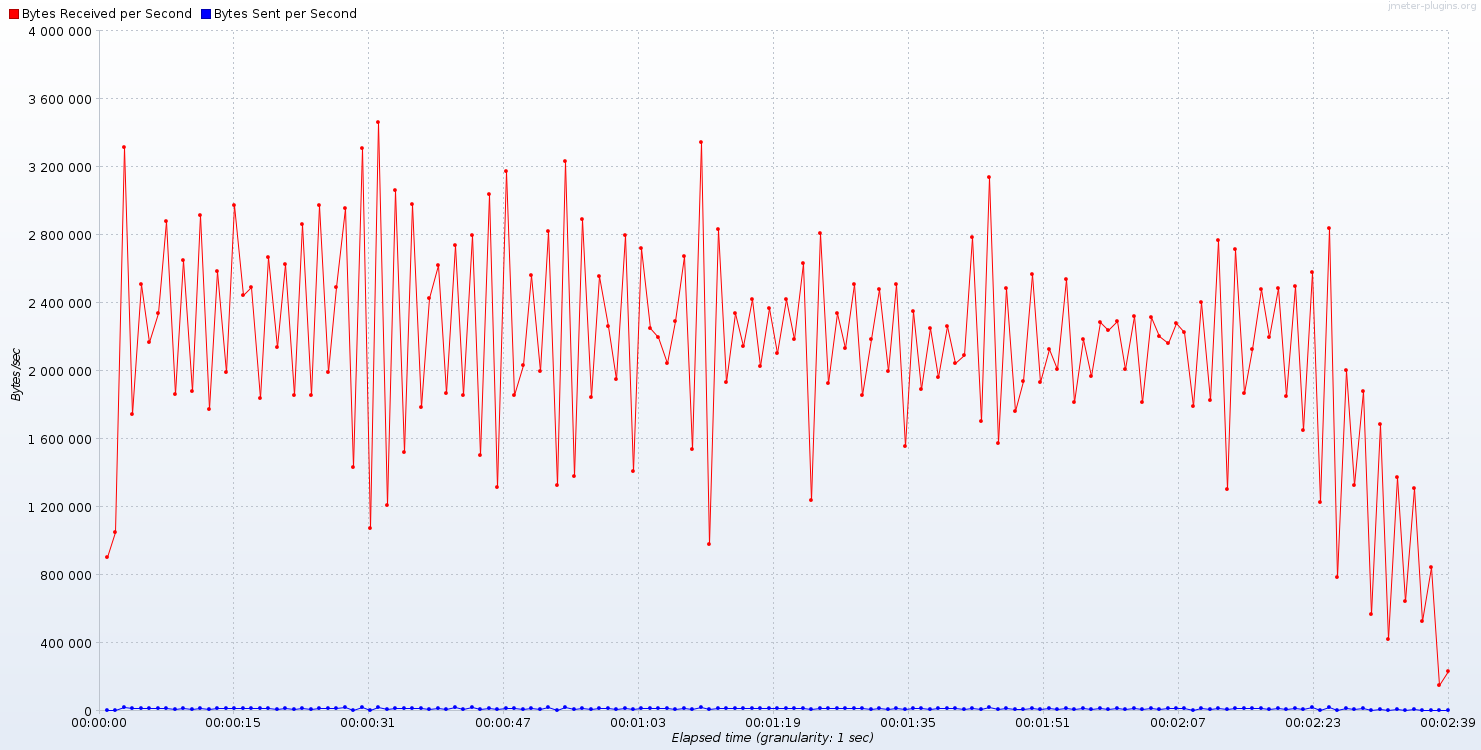 jmeter-plugins.org
Bytes Received per Second Bytes Sent per Second
4 000 000
3 600 000
3 200 000
2 800 000
2 400 000
2 000 000
1 600 000
1 200 000
800 000
400 000
0
Bytes /sec
00:00:00 00:00:15 00:00:31 00:00:47 00:01:03 00:01:19 00:01:35 00:01:51 00:02:07 00:02:23 00:02:39
Elapsed time (granularity: 1 sec)